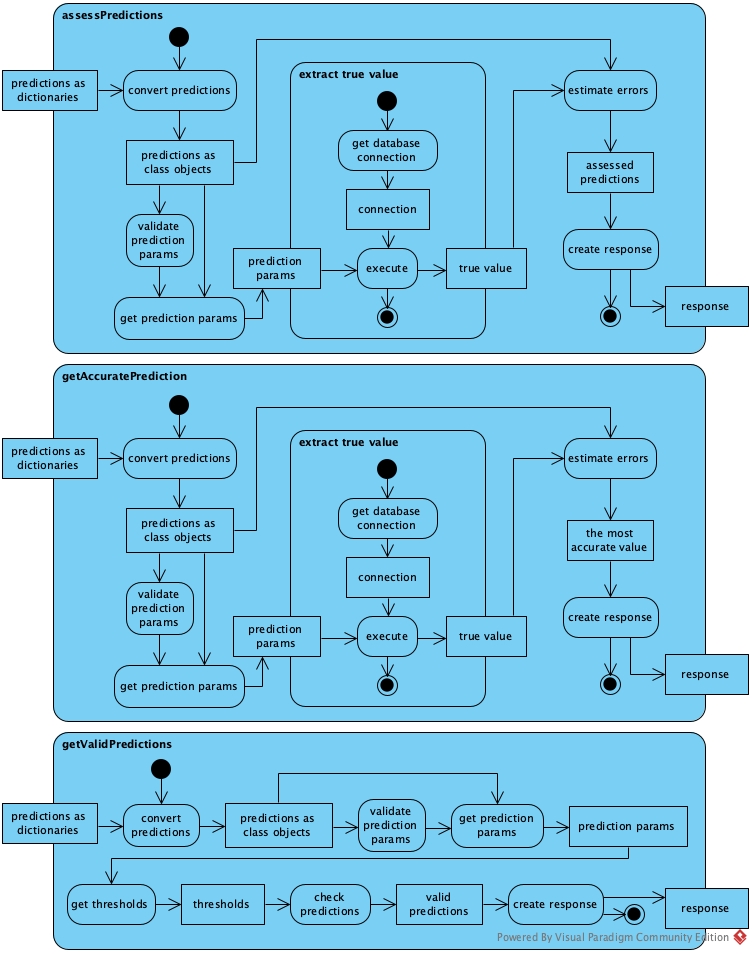 assessPredictions
predictions as
dictionaries
convert predictions
predictions as
class objects
validate
prediction
params
get prediction params
prediction
params
extract true value
get database
connection
connection
execute
true value
estimate errors
assessed
predictions
create response
response
getAccuratePrediction
predictions as
dictionaries
convert predictions
predictions as
class objects
validate
prediction
params
get prediction params
prediction
params
extract true value
get database
connection
connection
execute
true value
estimate errors
the most
accurate value
create response
response
getValidPredictions
predictions as
dictionaries
convert
predictions
predictions as
class objects
validate
prediction
params
get prediction
params
prediction params
get thresholds
thresholds
check
predictions
valid
predictions
create response
response
Powered By Visual Paradigm Community Edition